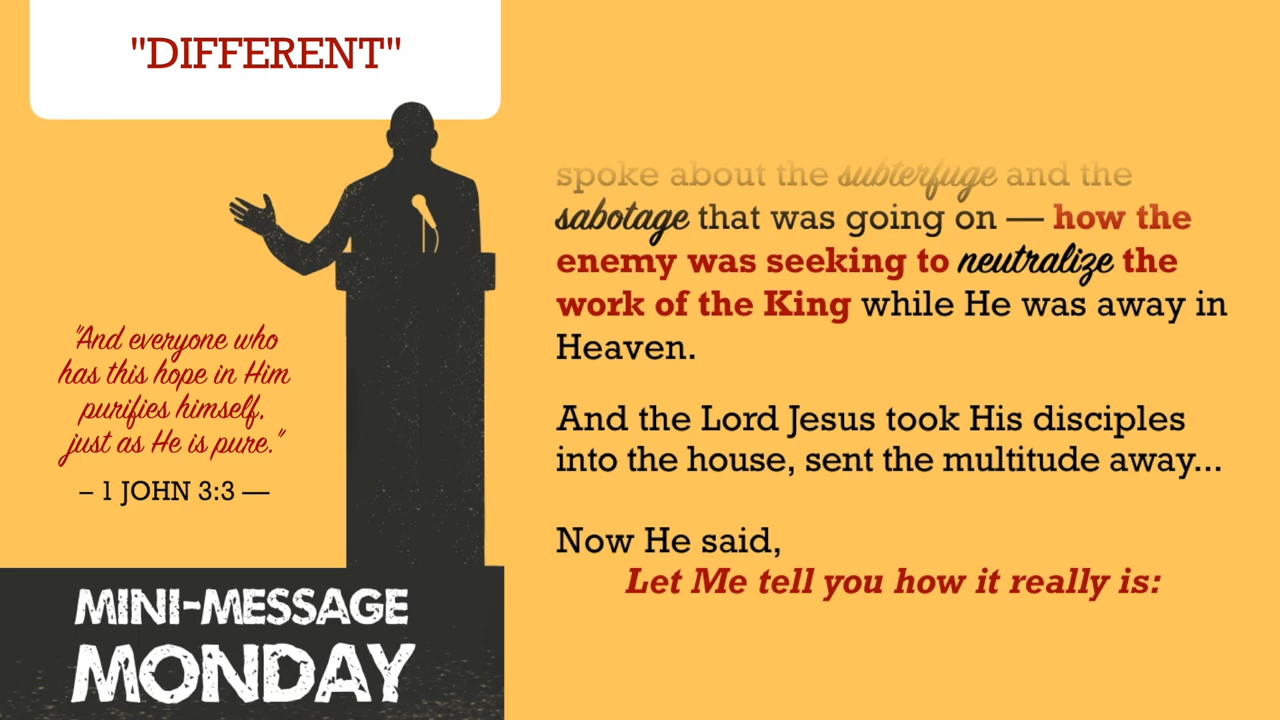 "DIFFERENT"
"And everyone who
has this hope in Him
purifies himself,
just as He is pure."
– 1 JOHN 3:3 —
MINI-MESSAGE
MONDAY
spoke about the subterfuge and the
sabotage that was going on — how the
enemy was seeking to neutralize the
work of the King while He was away in
Heaven.
And the Lord Jesus took His disciples
into the house, sent the multitude away...
Now He said,
Let Me tell you how it really is: